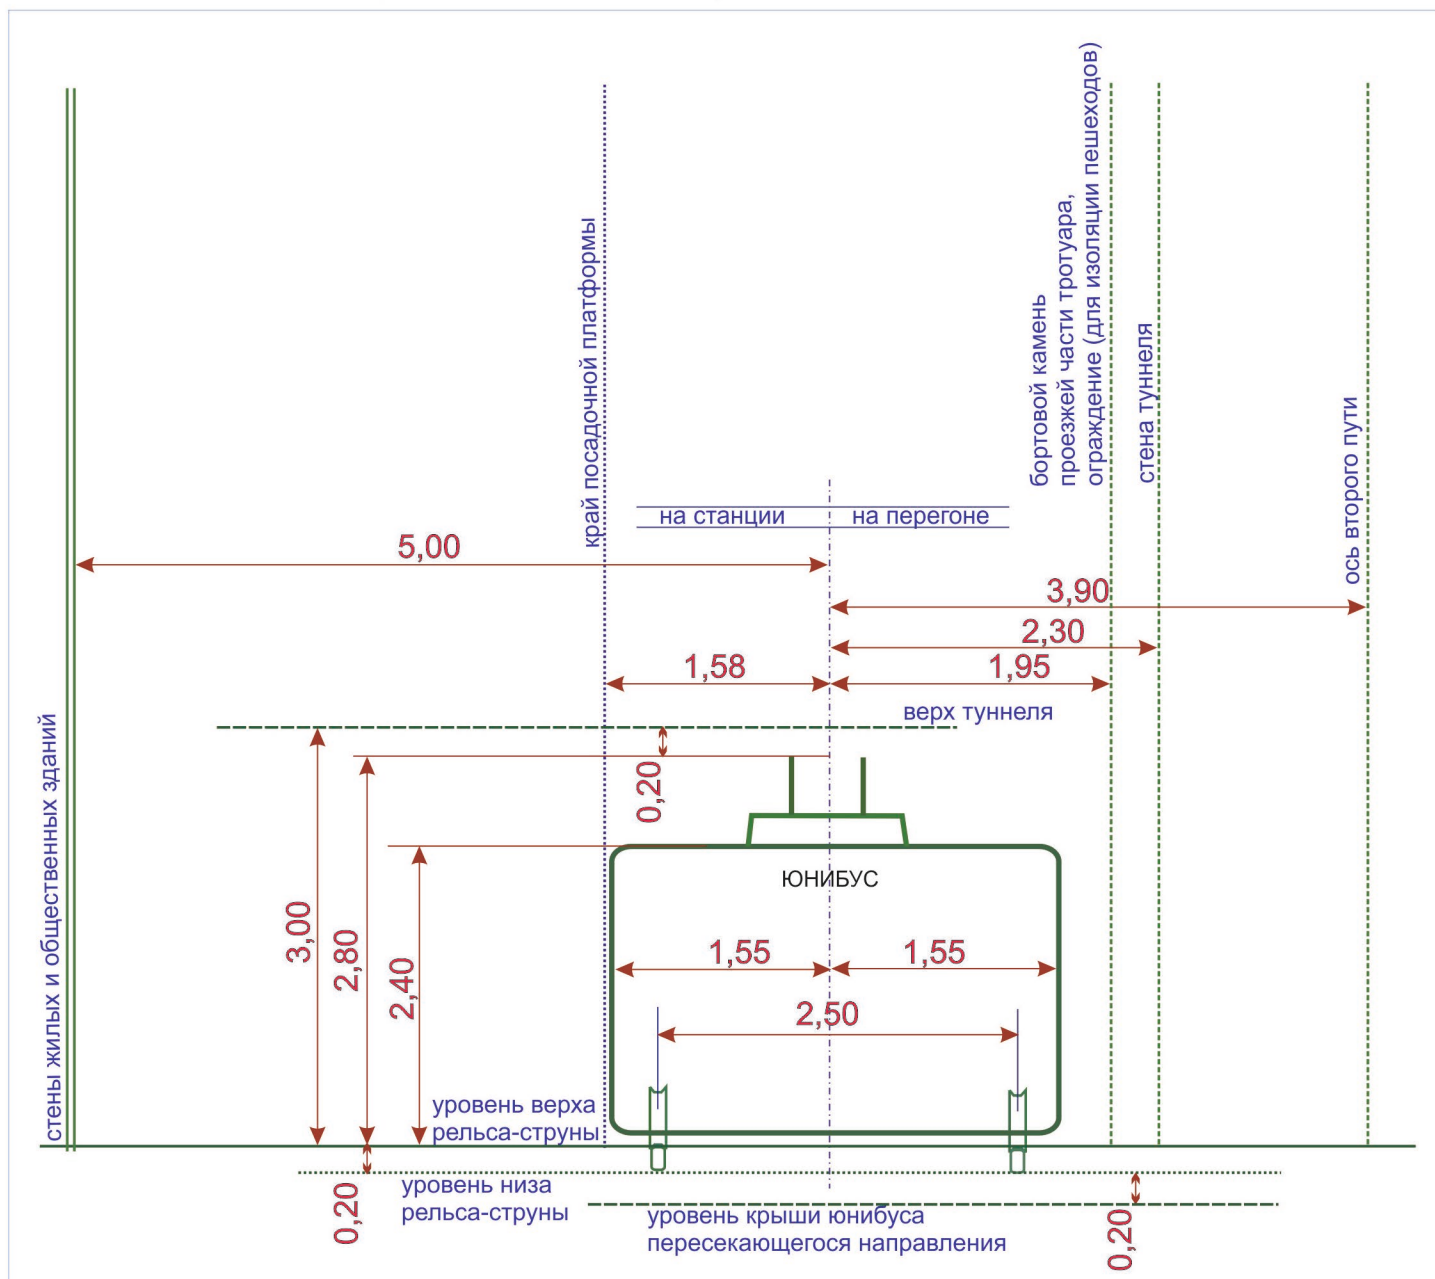 бортовой камень
проезжей части тротуара,
ограждение (для изоляции пешеходов)
стена туннеля
ось второго пути
край посадочной платформы
стены жилых и общественных зданий
на станции
на перегоне
5,00
3,90
2,30
1,58
1,95
верх туннеля
0,20
ЮНИБУС
3,00
2,80
2,40
1,55
1,55
2,50
уровень верха
рельса-струны
0,20
уровень низа
рельса-струны
уровень крыши юнибуса
пересекающегося направления
0,20